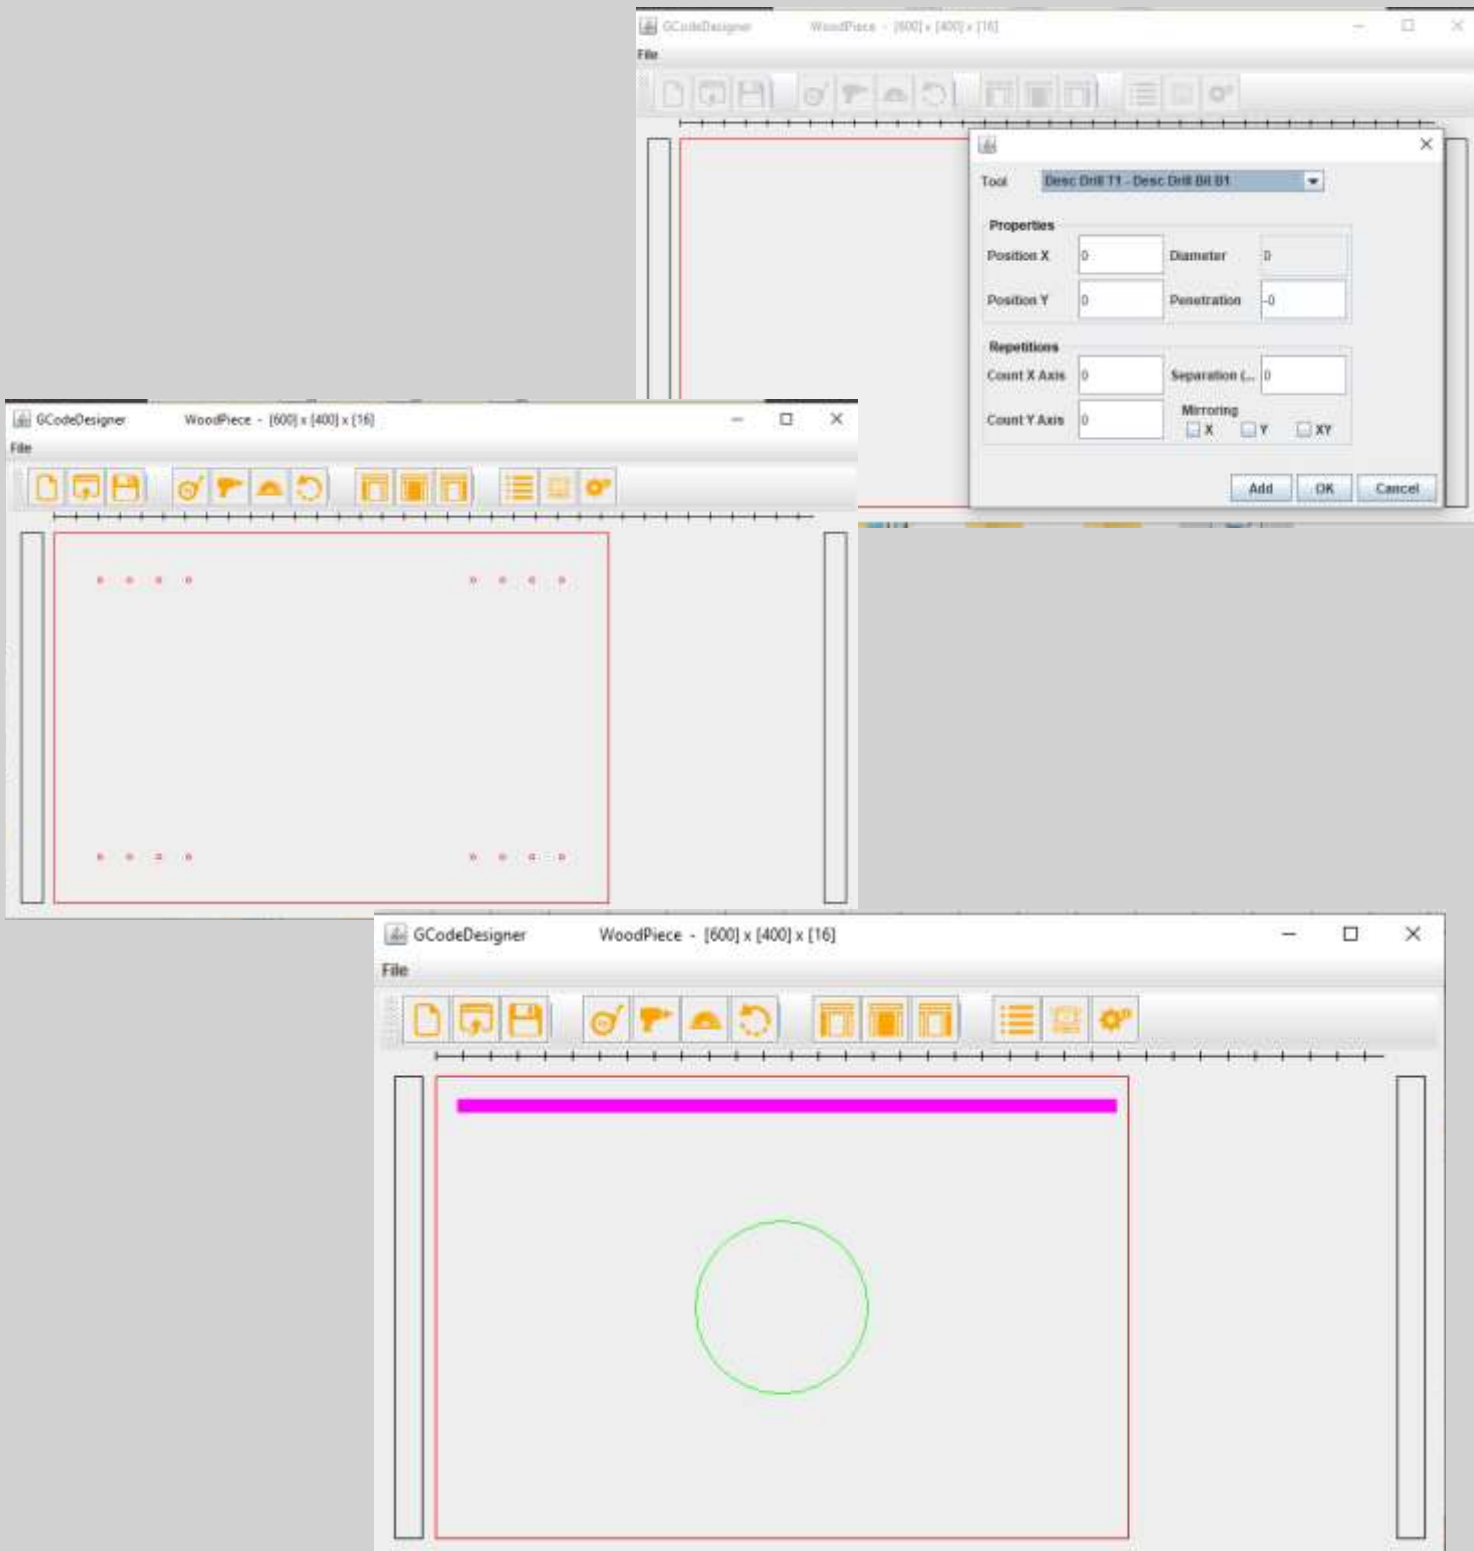 GCodeDesigner WoodPiece - [600] x [400] x [16]
File
Tool Desc Drill T1 - Desc Drill Bit B1
Properties
Position X 0 Diameter 0
Position Y 0 Penetration -0
Repetitions
Count X Axis 0 Separation (... 0
Count Y Axis 0 Mirroring
X Y XY
Add OK Cancel
GCodeDesigner WoodPiece - [600] x [400] x [16]
File
GCodeDesigner WoodPiece - [600] x [400] x [16]
File